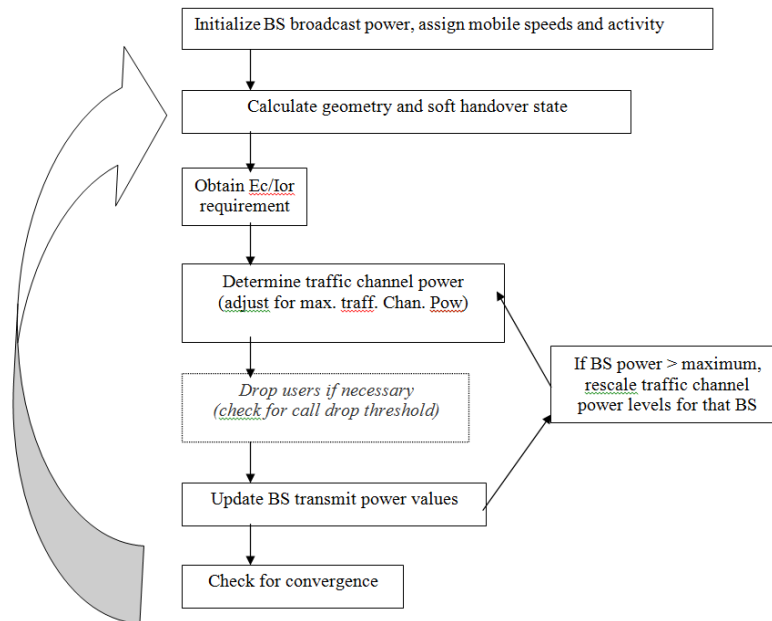 Initialize BS broadcast power, assign mobile speeds and activity
Calculate geometry and soft handover state
Obtain Ec/Ior
requirement
Determine traffic channel power
(adjust for max. traff. Chan. Pow)
If BS power > maximum,
rescale traffic channel
power levels for that BS
Drop users if necessary
(check for call drop threshold)
Update BS transmit power values
Check for convergence